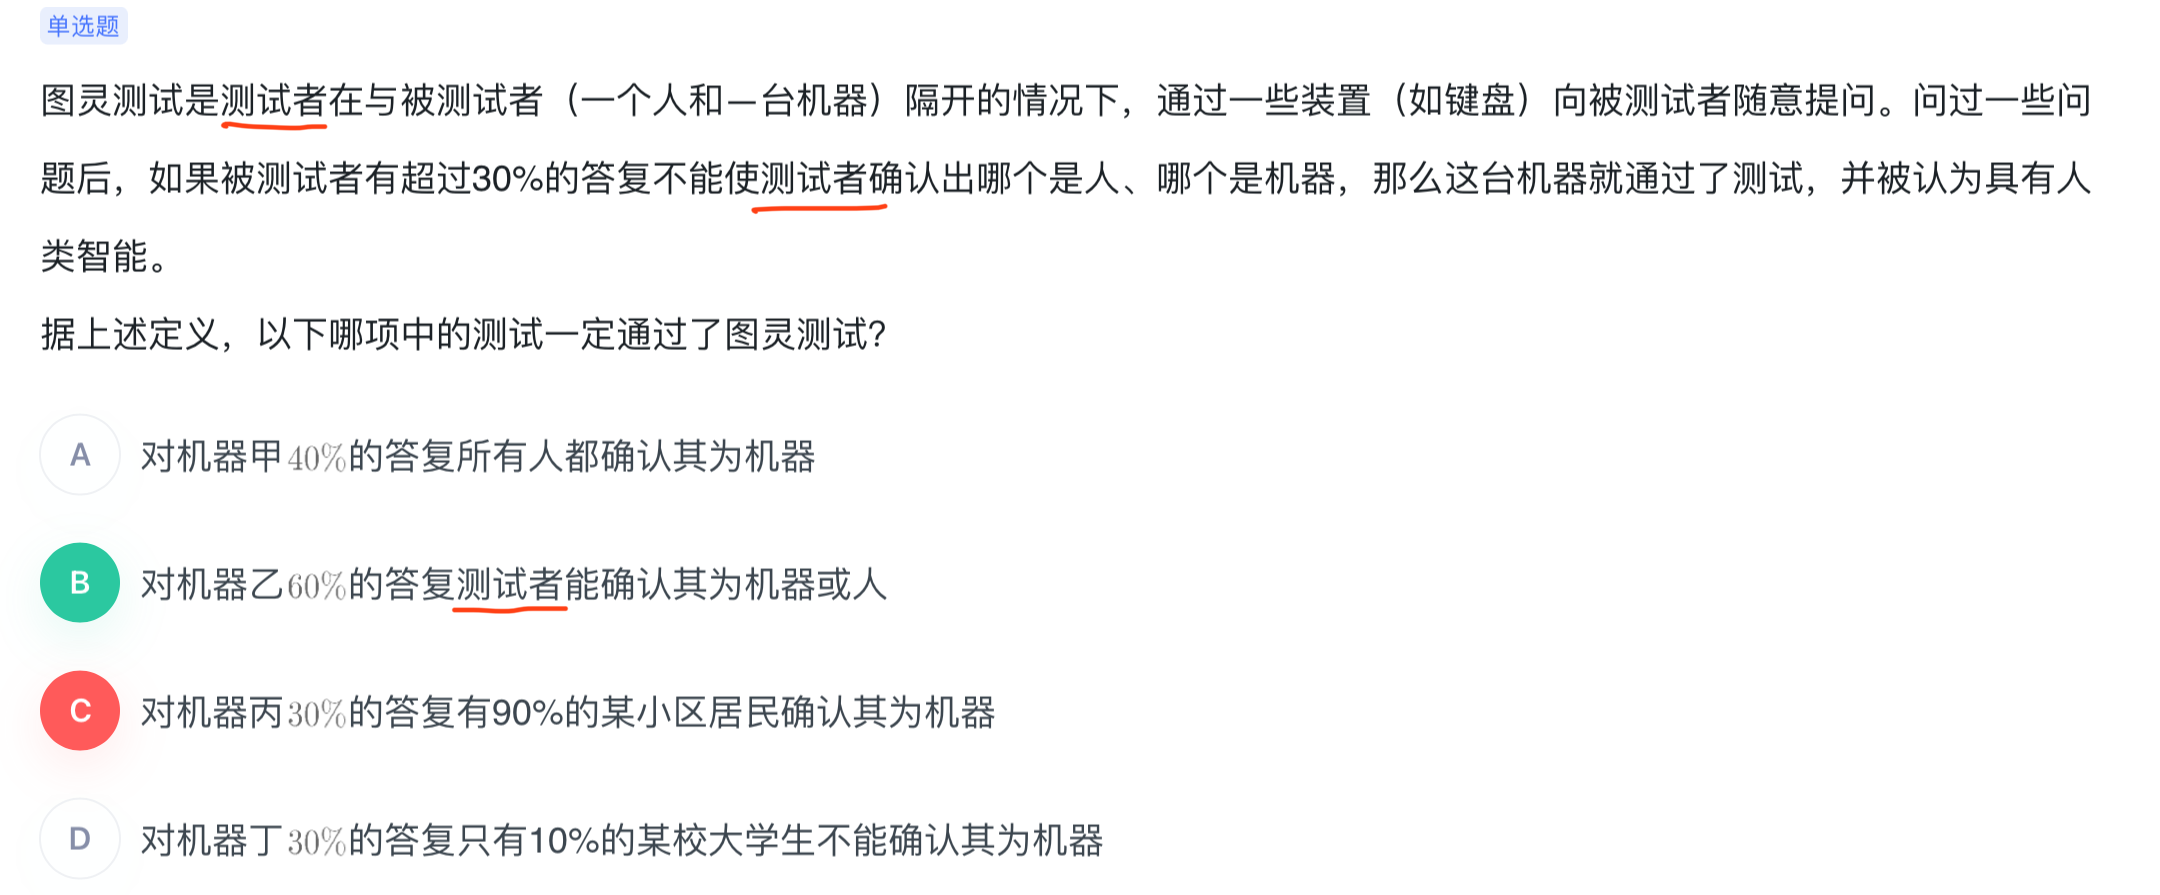 单选题
图灵测试是测试者在与被测试者（一个人和—台机器）隔开的情况下，通过一些装置（如键盘）向被测试者随意提问。问过一些问
题后，如果被测试者有超过30%的答复不能使测试者确认出哪个是人、哪个是机器，那么这台机器就通过了测试，并被认为具有人
类智能。
据上述定义，以下哪项中的测试一定通过了图灵测试?
A 对机器甲40%的答复所有人都确认其为机器
B 对机器乙60%的答复测试者能确认其为机器或人
C 对机器丙30%的答复有90%的某小区居民确认其为机器
D 对机器丁30%的答复只有10%的某校大学生不能确认其为机器